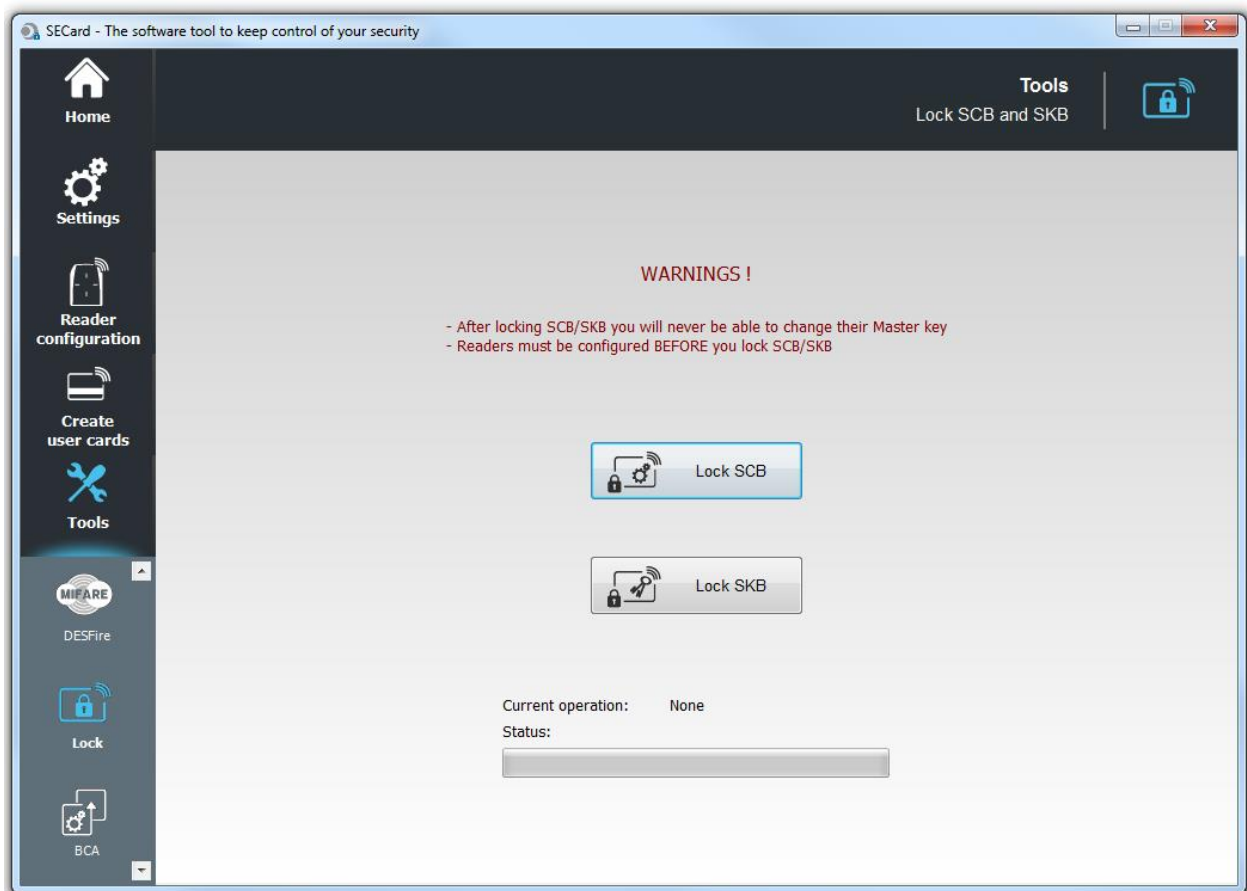 SECard - The software tool to keep control of your security
Home
Tools
Lock SCB and SKB
Settings
Reader
configuration
Create
user cards
Tools
MIFARE
DESFire
Lock
BCA
WARNINGS !
- After locking SCB/SKB you will never be able to change their Master key
- Readers must be configured BEFORE you lock SCB/SKB
Lock SCB
Lock SKB
Current operation: None
Status: